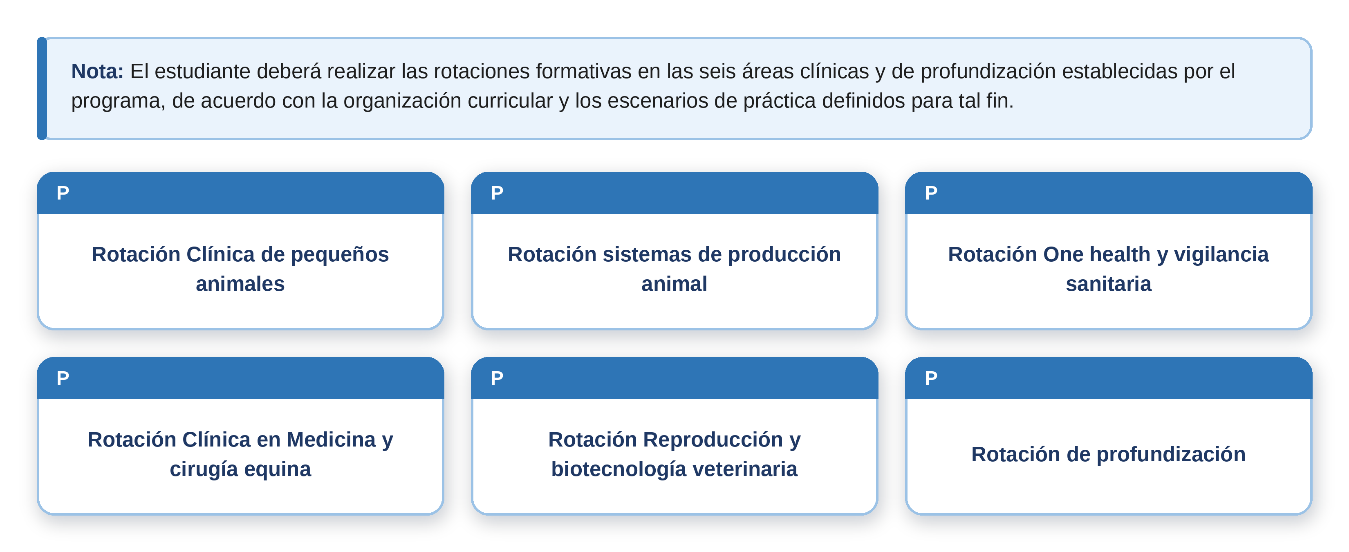 Nota: El estudiante deberá realizar las rotaciones formativas en las seis áreas clínicas y de profundización establecidas por el
programa, de acuerdo con la organización curricular y los escenarios de práctica definidos para tal fin.
P
Rotación Clínica de pequeños
animales
P
Rotación sistemas de producción
animal
P
Rotación One health y vigilancia
sanitaria
P
Rotación Clínica en Medicina y
cirugía equina
P
Rotación Reproducción y
biotecnología veterinaria
P
Rotación de profundización